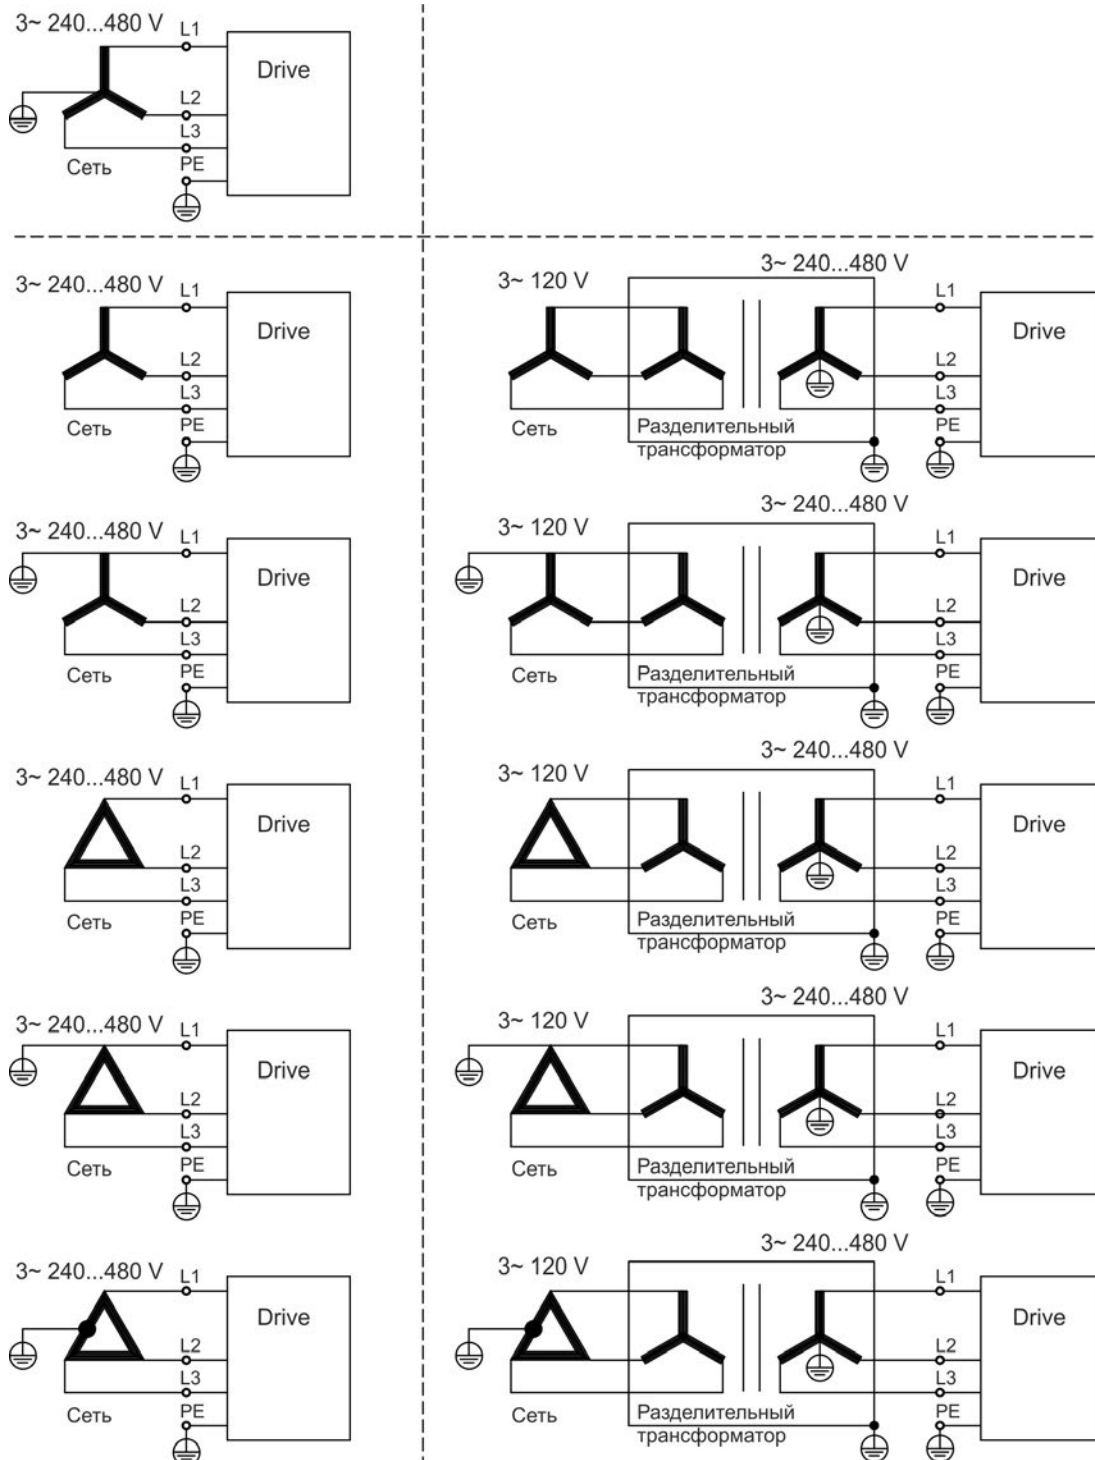 3~ 240...480 V
L1
Drive
L2
L3
PE
Сеть
3~ 240...480 V
L1
Drive
L2
L3
PE
Сеть
3~ 120 V
3~ 240...480 V
L1
Drive
L2
L3
PE
Сеть
Разделительный
трансформатор
3~ 240...480 V
L1
Drive
L2
L3
PE
Сеть
3~ 120 V
3~ 240...480 V
L1
Drive
L2
L3
PE
Сеть
Разделительный
трансформатор
3~ 240...480 V
L1
Drive
L2
L3
PE
Сеть
3~ 120 V
3~ 240...480 V
L1
Drive
L2
L3
PE
Сеть
Разделительный
трансформатор
3~ 240...480 V
L1
Drive
L2
L3
PE
Сеть
3~ 120 V
3~ 240...480 V
L1
Drive
L2
L3
PE
Сеть
Разделительный
трансформатор
3~ 240...480 V
L1
Drive
L2
L3
PE
Сеть
3~ 120 V
3~ 240...480 V
L1
Drive
L2
L3
PE
Сеть
Разделительный
трансформатор